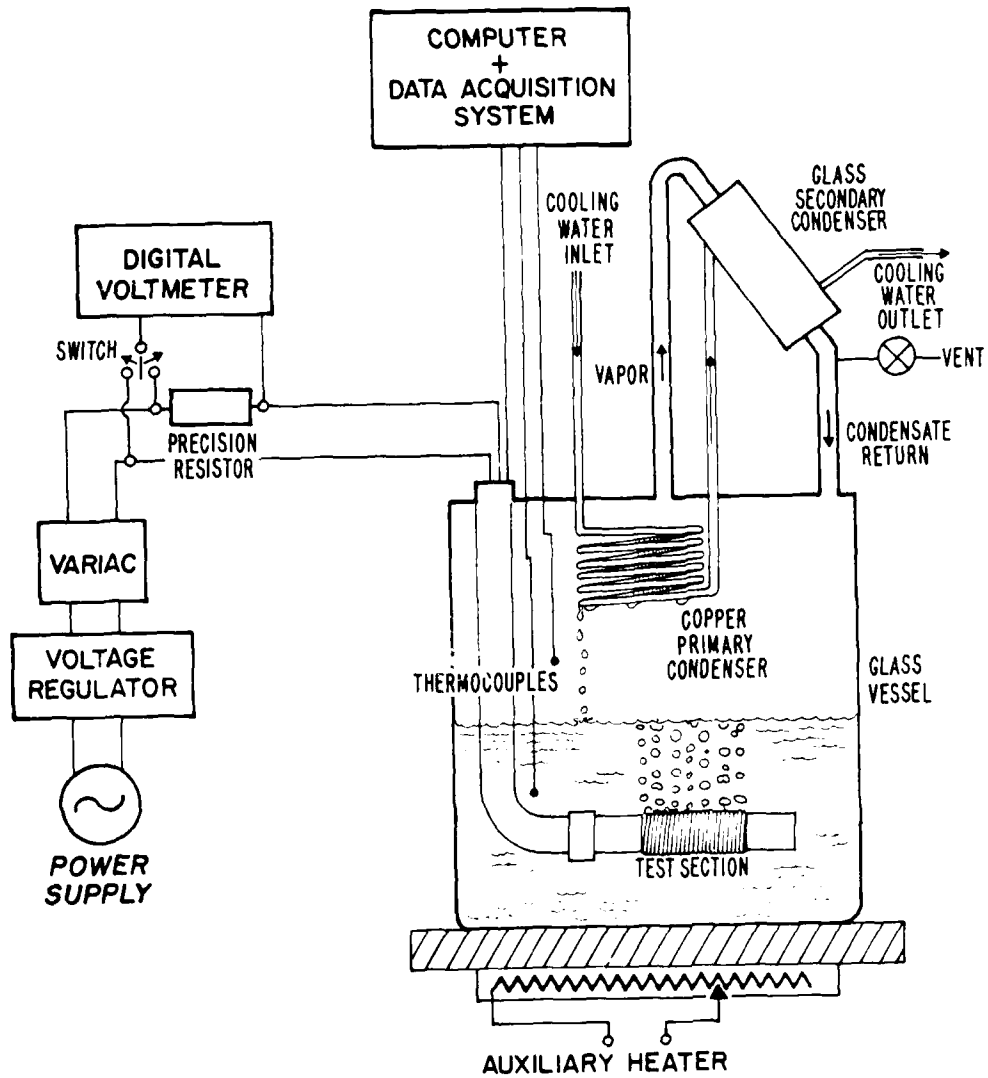 COMPUTER
+
DATA ACQUISITION
SYSTEM
GLASS
SECONDARY
CONDENSER
COOLING
WATER
INLET
DIGITAL
VOLTMETER
COOLING
WATER
OUTLET
SWITCH
VAPOR
VENT
PRECISION
RESISTOR
CONDENSATE
RETURN
VARIAC
COPPER
PRIMARY
CONDENSER
VOLTAGE
REGULATOR
THERMOCOUPLES
GLASS
VESSEL
POWER
SUPPLY
TEST SECTION
AUXILIARY HEATER